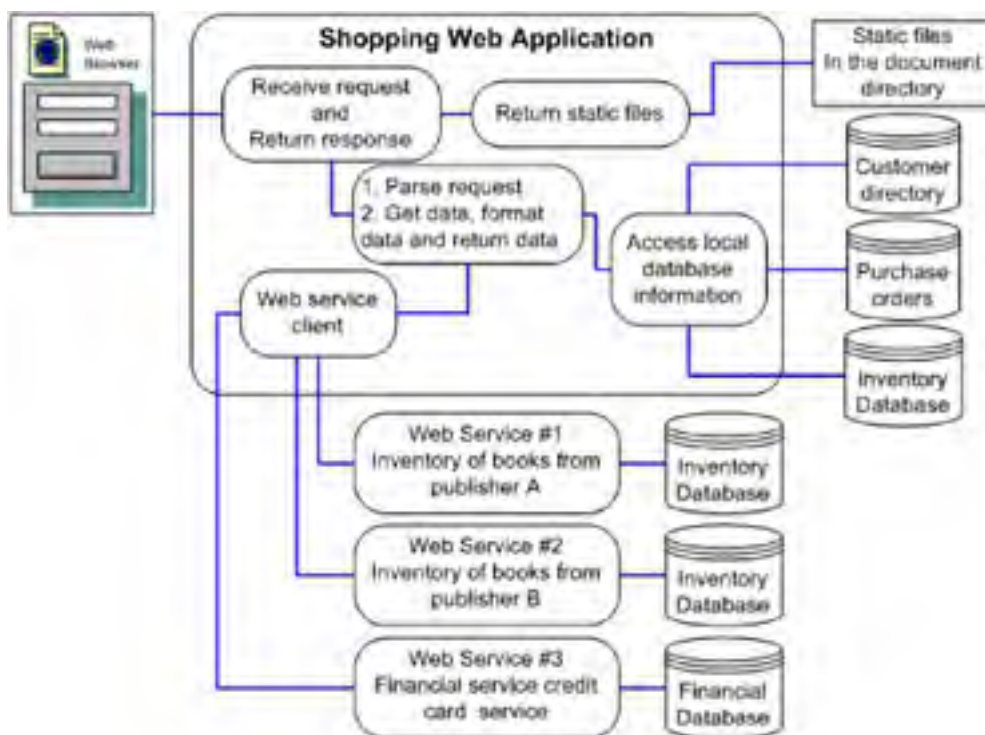 Web
Browser
Shopping Web Application
Static files
In the document
directory
Receive request
and
Return response
Return static files
Customer
directory
1. Parse request
2. Get data, format
data and return data
Access local
database
information
Purchase
orders
Web service
client
Inventory
Database
Web Service #1
Inventory of books from
publisher A
Inventory
Database
Web Service #2
Inventory of books from
publisher B
Inventory
Database
Web Service #3
Financial service credit
card service
Financial
Database